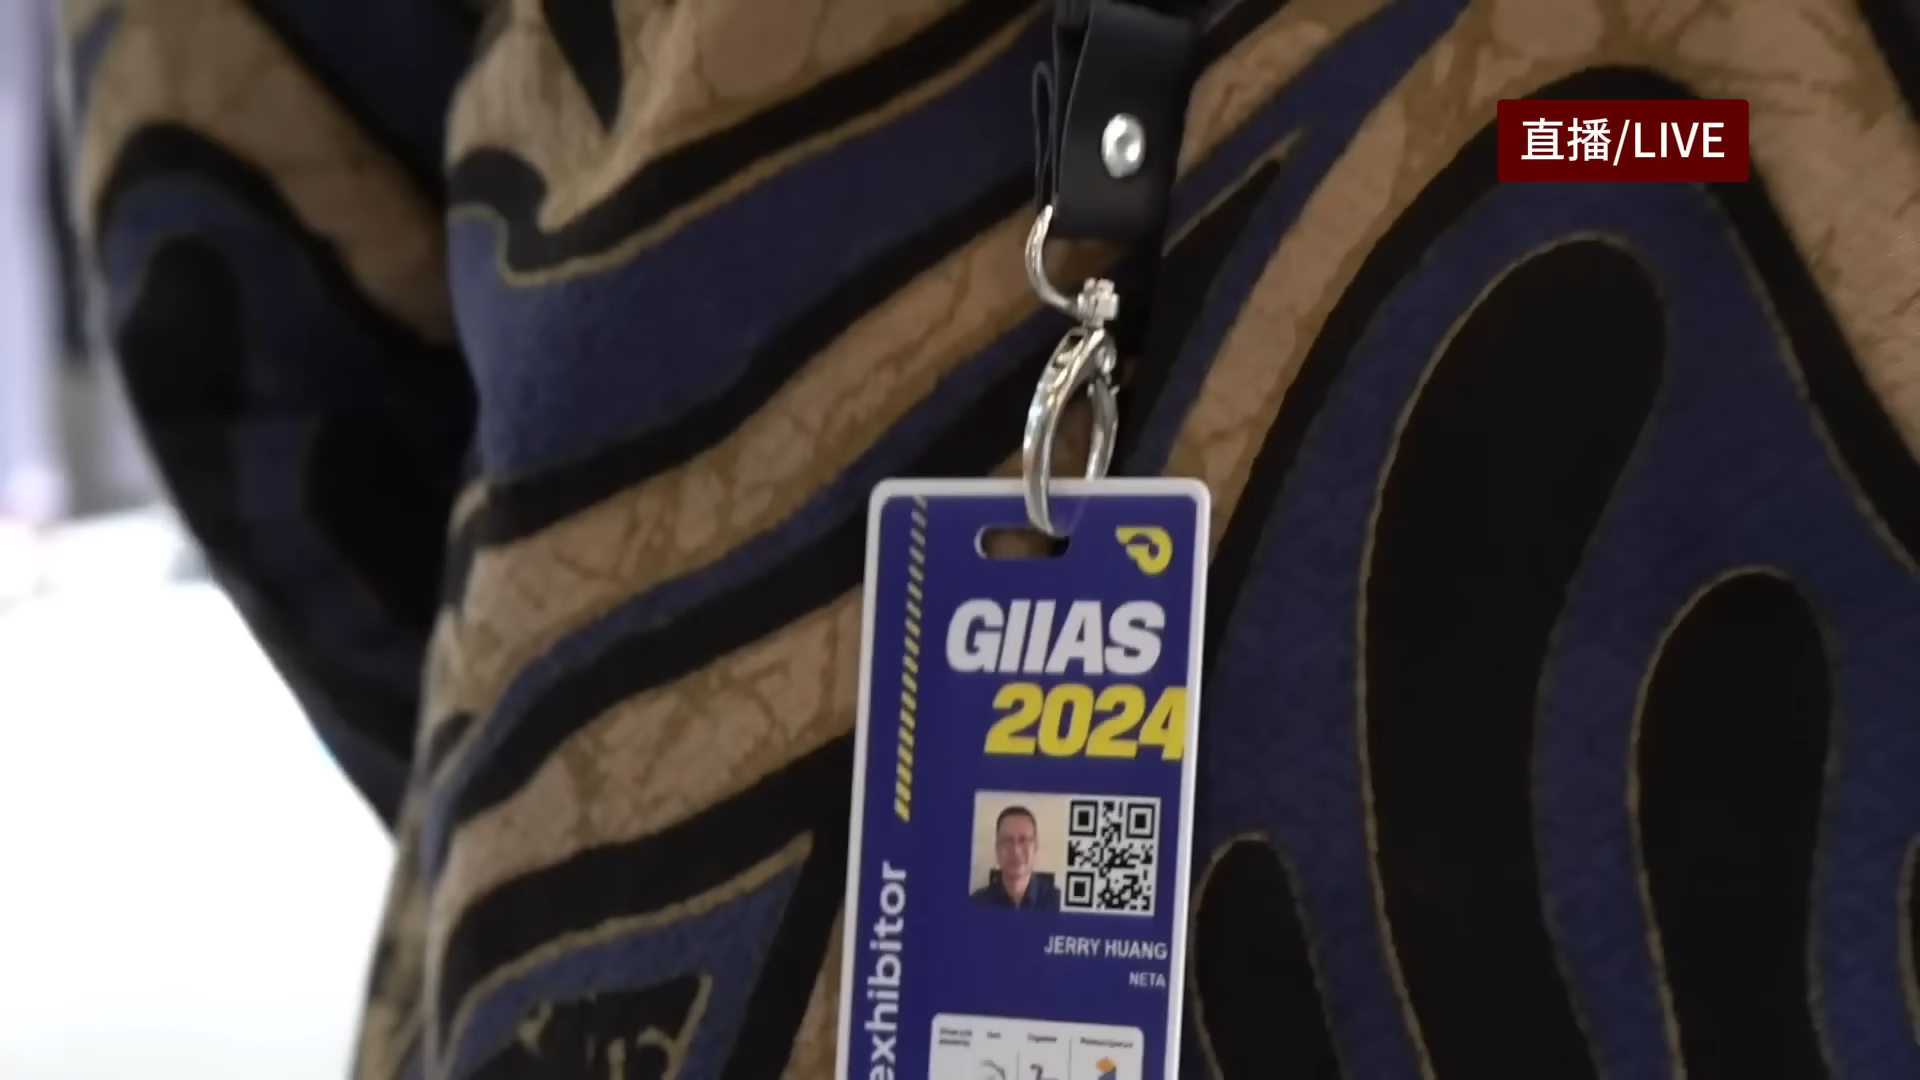 直播/LIVE
GIIAS
2024
JERRY HUANG
NETA
exhibitor